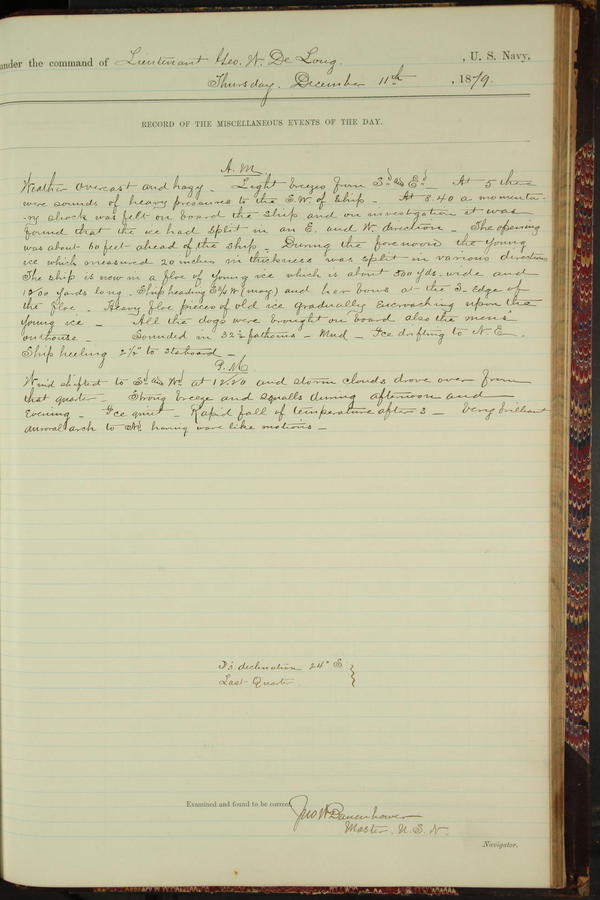 under the command of Lieutenant Geo. W. De Long. , U. S. Navy,
Thursday, December 11th , 1879.
RECORD OF THE MISCELLANEOUS EVENTS OF THE DAY.
A.M.
Weather overcast and hazy. Light breezes from Sd & Ed. At 5 there
were sounds of heavy pressures to the S.W. of ship. At 8.40 a momenta-
ry shock was felt on board the ship and on investigation it was
found that the ice had split in an E. and W. direction. The opening
was about 60 feet ahead of the ship. During the forenoon the young
ice which measured 20 inches in thickness was split in various directions
The ship is now in a floe of young ice which is about 500 yds. wide and
1200 yards long. Ship heading (mag) and her bows at the S. Edge of
the floe. Heavy floe pieces of old ice gradually encroaching upon the
young ice — All the dogs were brought on board also the mens'
outhouse. Sounded in 32½ fathoms — Mud — Ice drifting to N.E.
Ship heeling 2½° to starboard —
P.M.
Wind shifted to Sd & Wd at 12.20 and storm clouds drove over from
that quarter — Strong breeze and squalls during afternoon and
Evening — Ice quiet — Rapid fall of temperature after 3 — Very brilliant
auroral arch to Nd having wave like motions —
declination 24° E
Last Quarter
Examined and found to be correct.
Jno W Danenhower
Master, U.S.N.
Navigator.